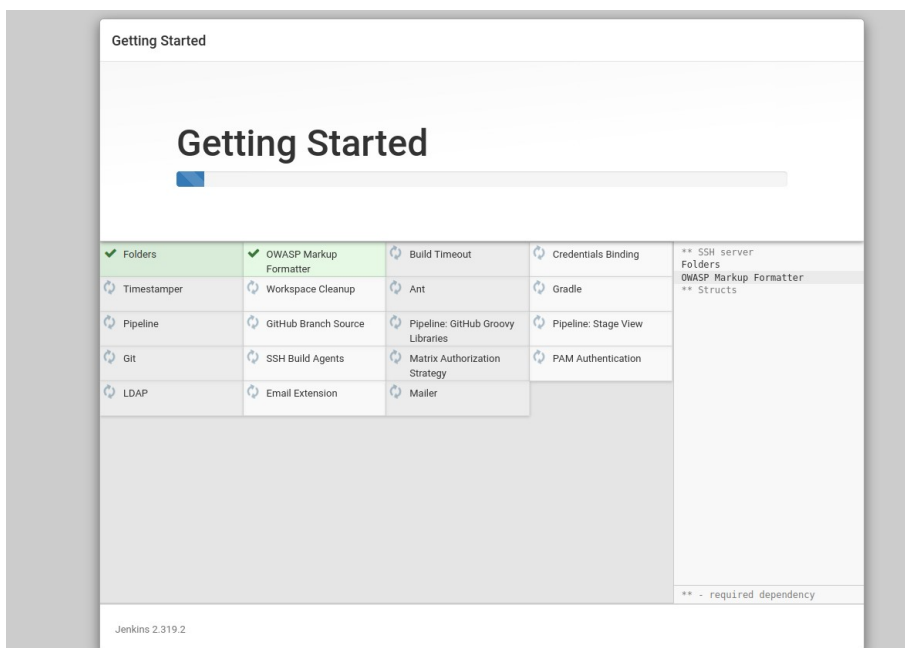 Getting Started
Getting Started
Folders
OWASP Markup
Formatter
Build Timeout
Credentials Binding
Timestamper
Workspace Cleanup
Ant
Gradle
Pipeline
GitHub Branch Source
Pipeline: GitHub Groovy
Libraries
Pipeline: Stage View
Git
SSH Build Agents
Matrix Authorization
Strategy
PAM Authentication
LDAP
Email Extension
Mailer
** SSH server
Folders
OWASP Markup Formatter
** Structs
** - required dependency
Jenkins 2.319.2